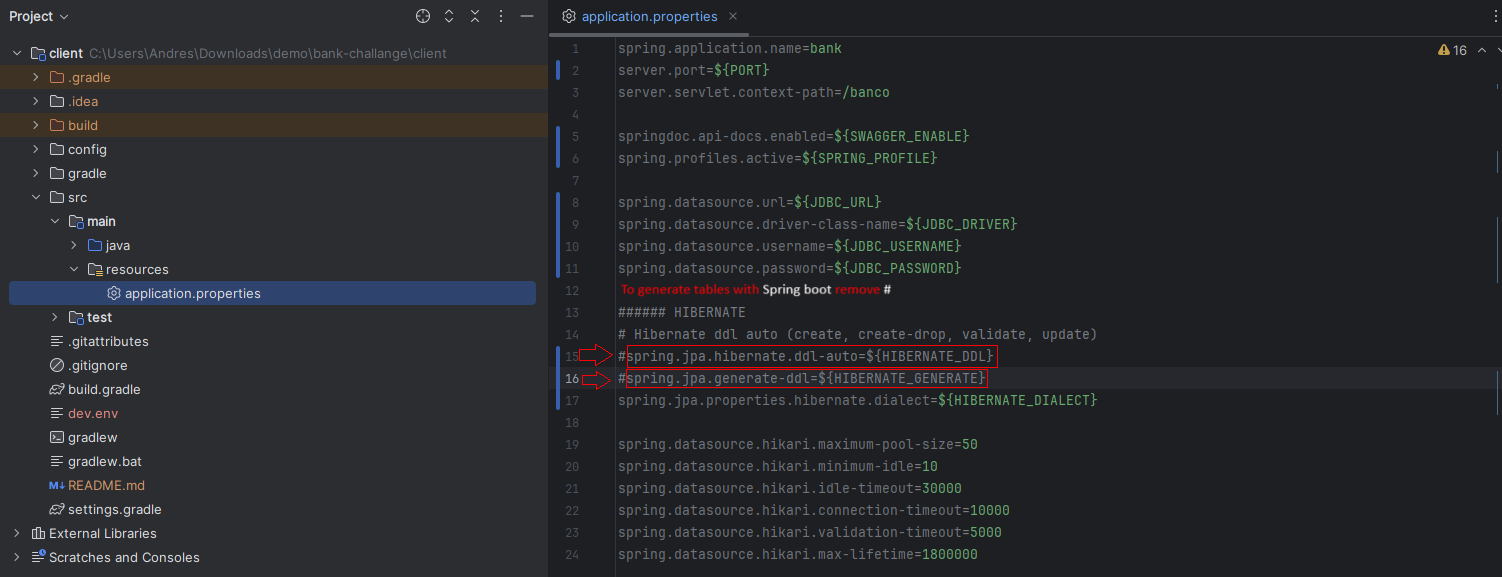 Project
client C:\Users\Andres\Downloads\demo\bank-challange\client
.gradle
.idea
build
config
gradle
src
main
java
resources
application.properties
test
.gitattributes
.gitignore
build.gradle
dev.env
gradlew
gradlew.bat
M↓ README.md
settings.gradle
External Libraries
Scratches and Consoles
application.properties
16
1 spring.application.name=bank
2 server.port=${PORT}
3 server.servlet.context-path=/banco
4
5 springdoc.api-docs.enabled=${SWAGGER_ENABLE}
6 spring.profiles.active=${SPRING_PROFILE}
7
8 spring.datasource.url=${JDBC_URL}
9 spring.datasource.driver-class-name=${JDBC_DRIVER}
10 spring.datasource.username=${JDBC_USERNAME}
11 spring.datasource.password=${JDBC_PASSWORD}
12 To generate tables with Spring boot remove #
13 ###### HIBERNATE
14 # Hibernate ddl auto (create, create-drop, validate, update)
15 #spring.jpa.hibernate.ddl-auto=${HIBERNATE_DDL}
16 #spring.jpa.generate-ddl=${HIBERNATE_GENERATE}
17 spring.jpa.properties.hibernate.dialect=${HIBERNATE_DIALECT}
18
19 spring.datasource.hikari.maximum-pool-size=50
20 spring.datasource.hikari.minimum-idle=10
21 spring.datasource.hikari.idle-timeout=30000
22 spring.datasource.hikari.connection-timeout=10000
23 spring.datasource.hikari.validation-timeout=5000
24 spring.datasource.hikari.max-lifetime=1800000